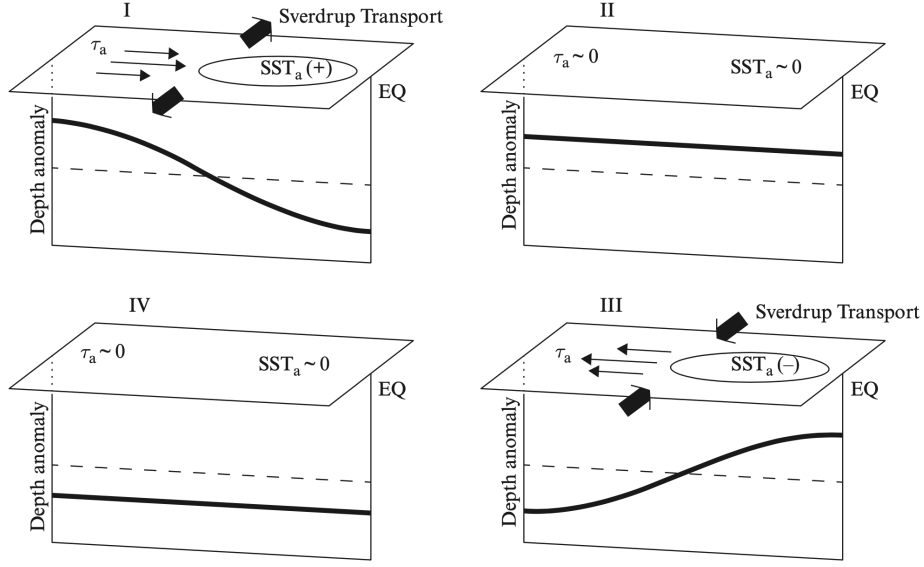 I
Sverdrup Transport
τa
SSTa (+)
EQ
Depth anomaly
II
τa ~ 0
SSTa ~ 0
EQ
Depth anomaly
IV
τa ~ 0
SSTa ~ 0
EQ
Depth anomaly
III
Sverdrup Transport
τa
SSTa (–)
EQ
Depth anomaly